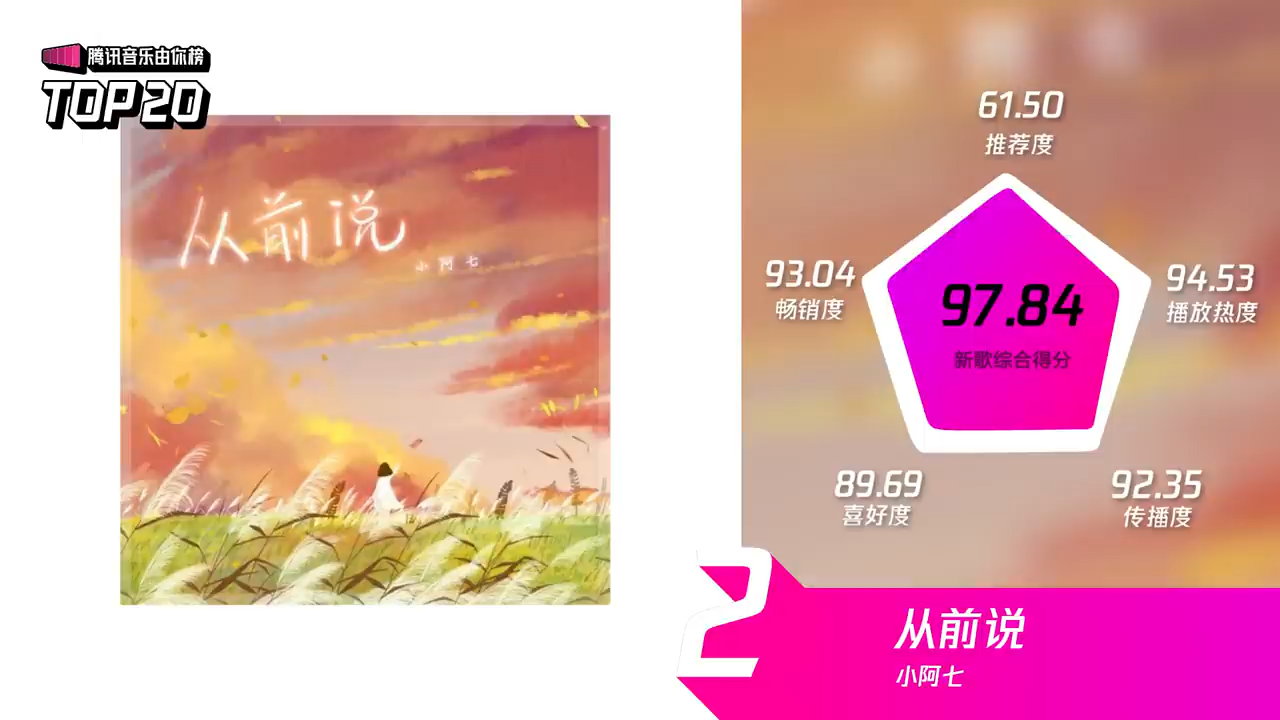 腾讯音乐由你榜
TOP20
从前说
小阿七
61.50
推荐度
93.04
畅销度
94.53
播放热度
97.84
新歌综合得分
89.69
喜好度
92.35
传播度
2
从前说
小阿七